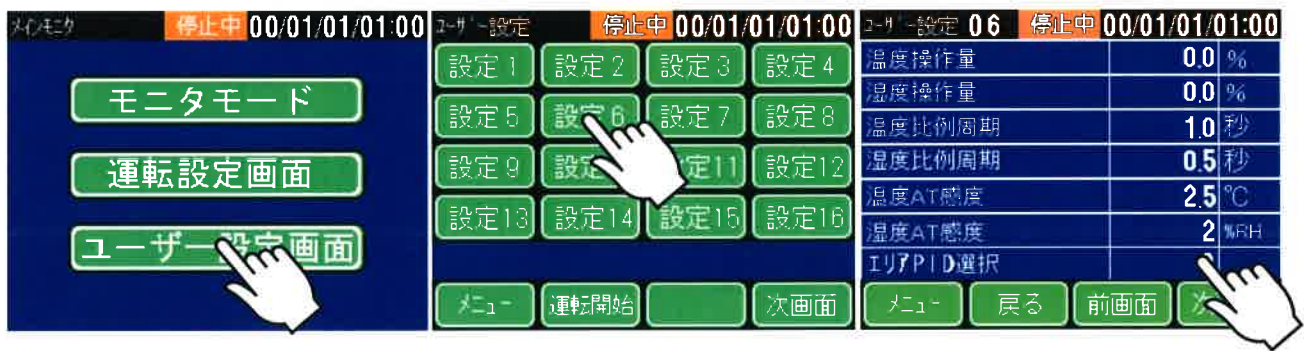 メインモニタ 停止中 00/01/01/01:00
モニタモード
運転設定画面
ユーザー設定画面
ユーザー設定 停止中 00/01/01/01:00
設定1 設定2 設定3 設定4
設定5 設定6 設定7 設定8
設定9 設定 定11 設定12
設定13 設定14 設定15 設定16
メニュー 運転開始 次画面
ユーザー設定 06 停止中 00/01/01/01:00
温度操作量 0.0 %
湿度操作量 0.0 %
温度比例周期 1.0 秒
湿度比例周期 0.5 秒
温度AT感度 2.5 ℃
湿度AT感度 2 %RH
エリアPID選択
メニュー 戻る 前画面 次